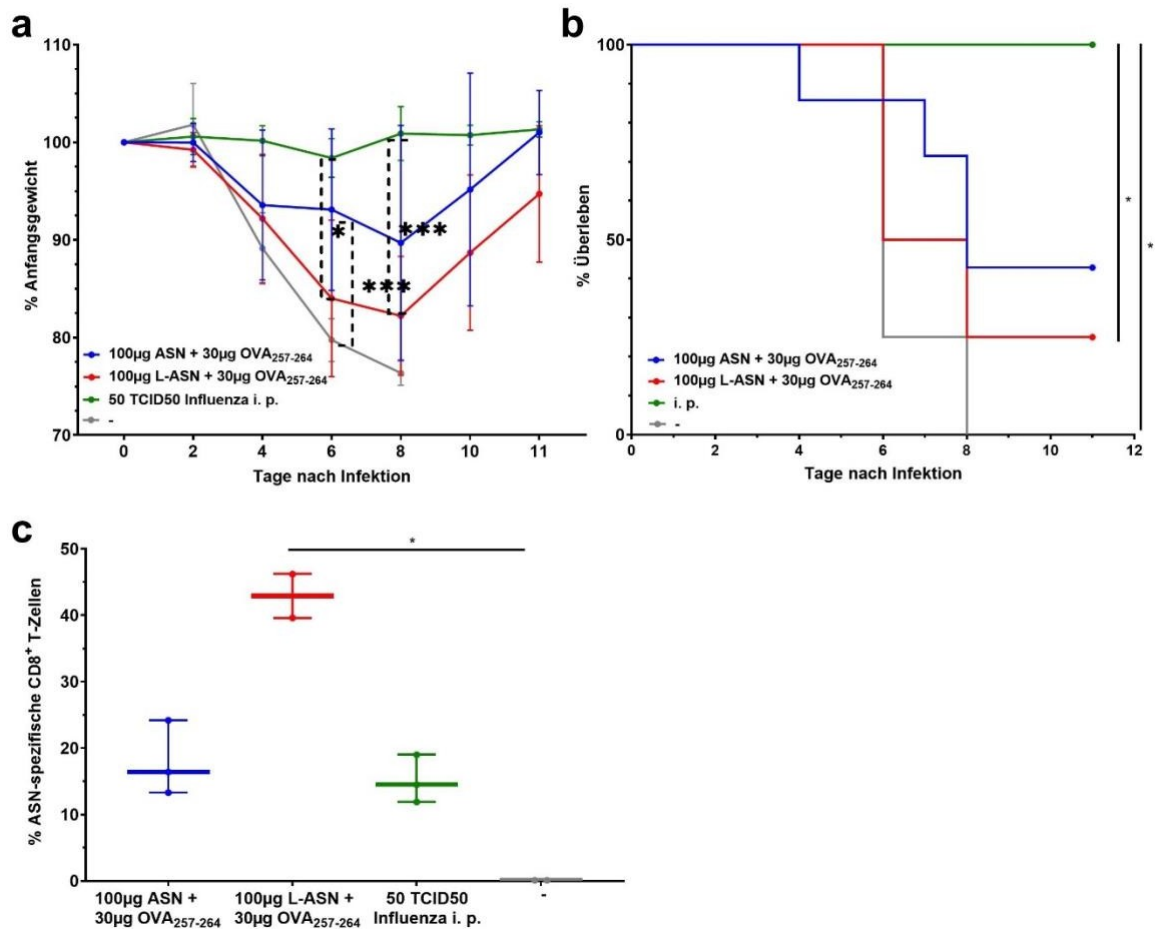 a
% Anfangsgewicht
110
100
90
80
70
* ***
***
100µg ASN + 30µg OVA257-264
100µg L-ASN + 30µg OVA257-264
50 TCID50 Influenza i. p.
-
0 2 4 6 8 10 11
Tage nach Infektion
b
% Überleben
100
50
0
*
*
100µg ASN + 30µg OVA257-264
100µg L-ASN + 30µg OVA257-264
i. p.
-
0 2 4 6 8 10 12
Tage nach Infektion
c
% ASN-spezifische CD8+ T-Zellen
50
40
30
20
10
0
*
100µg ASN +
30µg OVA257-264
100µg L-ASN +
30µg OVA257-264
50 TCID50
Influenza i. p.
-